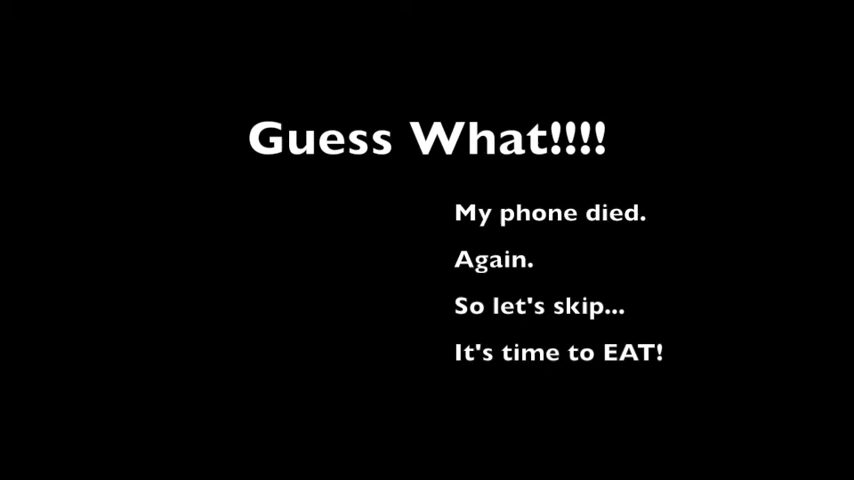 Guess What!!!!
My phone died.
Again.
So let's skip...
It's time to EAT!